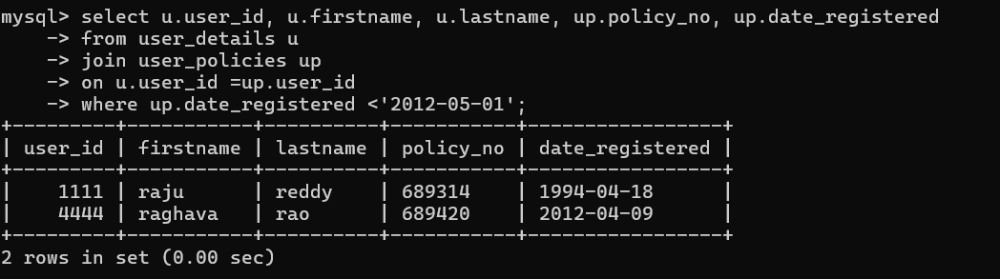 mysql> select u.user_id, u.firstname, u.lastname, up.policy_no, up.date_registered
    -> from user_details u
    -> join user_policies up
    -> on u.user_id =up.user_id
    -> where up.date_registered <'2012-05-01';
+---------+-----------+----------+-----------+-----------------+
| user_id | firstname | lastname | policy_no | date_registered |
+---------+-----------+----------+-----------+-----------------+
|    1111 | raju      | reddy    | 689314    | 1994-04-18      |
|    4444 | raghava   | rao      | 689420    | 2012-04-09      |
+---------+-----------+----------+-----------+-----------------+
2 rows in set (0.00 sec)